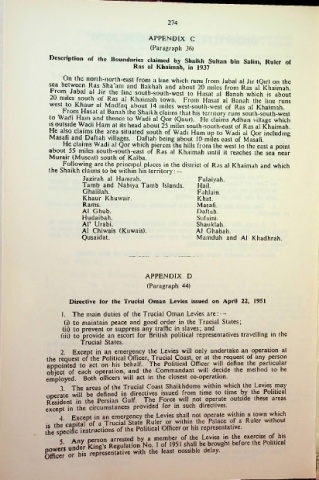 274
APPENDIX C
(Paragraph 36)
Description of the Boundaries claimed by Shaikh Sultan bin Salim, Ruler of
Ras al Khaimah, in 1937
On the north-north-east from a line which runs from Jabal al Jir (Qir) on the
sea between Ras Sha'am and Bakhah and about 20 miles from Ras al Khaimah.
From Jabal al Jir the line south-south-west to Hasat al Banah which is about
20 miles south of Ras al Khaimah town. From Hasat al Banah the line runs
west to Khaur al Madfaq about 14 miles west-south-west of Ras al Khaimah.
From Hasat al Banah the Shaikh claims that his territory runs south-south-west
to Wadi Ham and thence to Wadi al Qor (Qaur). He claims Adhan village which
is outside Wadi Ham at its head about 25 miles south-south-east of Ras al Khaimah.
He also claims the area situated south of Wadi Ham up to Wadi al Qor including
Masafi and Daftah villages, Daftah being about 10 miles east of Masafi.
He claims Wadi al Qor which pierces the hills from the west to the east a point
about 55 miles south-south-east of Ras al Khaimah until it reaches the sea near
Murair (Muscat) south of Kalba.
Following are the principal places in the district of Ras al Khaimah and which
the Shaikh claims to be within his territory:—
Jazirah al Hamrah. Fulaiyah.
Tamb and Nabiya Tamb Islands. Hail.
Ghalilah. Fahlain.
Khaur Khuwair. Khat.
Rams. Masafi.
Al Ghub. Daftah.
Hudaibah. Sufaini.
Al' Uraibi. Shaukah.
Al Chiwais (Kuwais). Al Ghabah.
Qusaidat. Mamduh and Al Khadhrah.
APPENDIX D
(Paragraph 44)
Directive for the Trucial Oman Levies issued on April 22, 1951
1. The main duties of the Trucial Oman Levies are:—
(i) to maintain peace and good order in the Trucial States;
(ii) to prevent or suppress any traffic in slaves; and
(iii) to provide an escort for British political representatives travelling in the
Trucial States.
2. Except in an emergency the Levies will only undertake an operation at
the request of the Political Officer, Trucial Coast, or at the request of any person
appointed to act on his behalf. The Political Officer will define the particular
object of each operation, and the Commandant will decide the method to be
employed. Both officers will act in the closest co-operation.
3. The areas of the Trucial Coast Shaikhdoms within which the Levies may
operate will be defined in directives issued from time to time by the Political
Resident in the Persian Gulf. The Force will not operate outside these areas
except in the circumstances provided for in such directives.
4. Except in an emergency the Levies shall not operate within a town which
is the capital of a Trucial State Ruler or within the Palace of a Ruler without
the specific instructions of the Political Officer or his representative.
5. Any person arrested by a member of the Levies in the exercise of his
powers under King's Regulation No. 1 of 1951 shall be brought before the Political
Officer or his representative with the least possible delay.